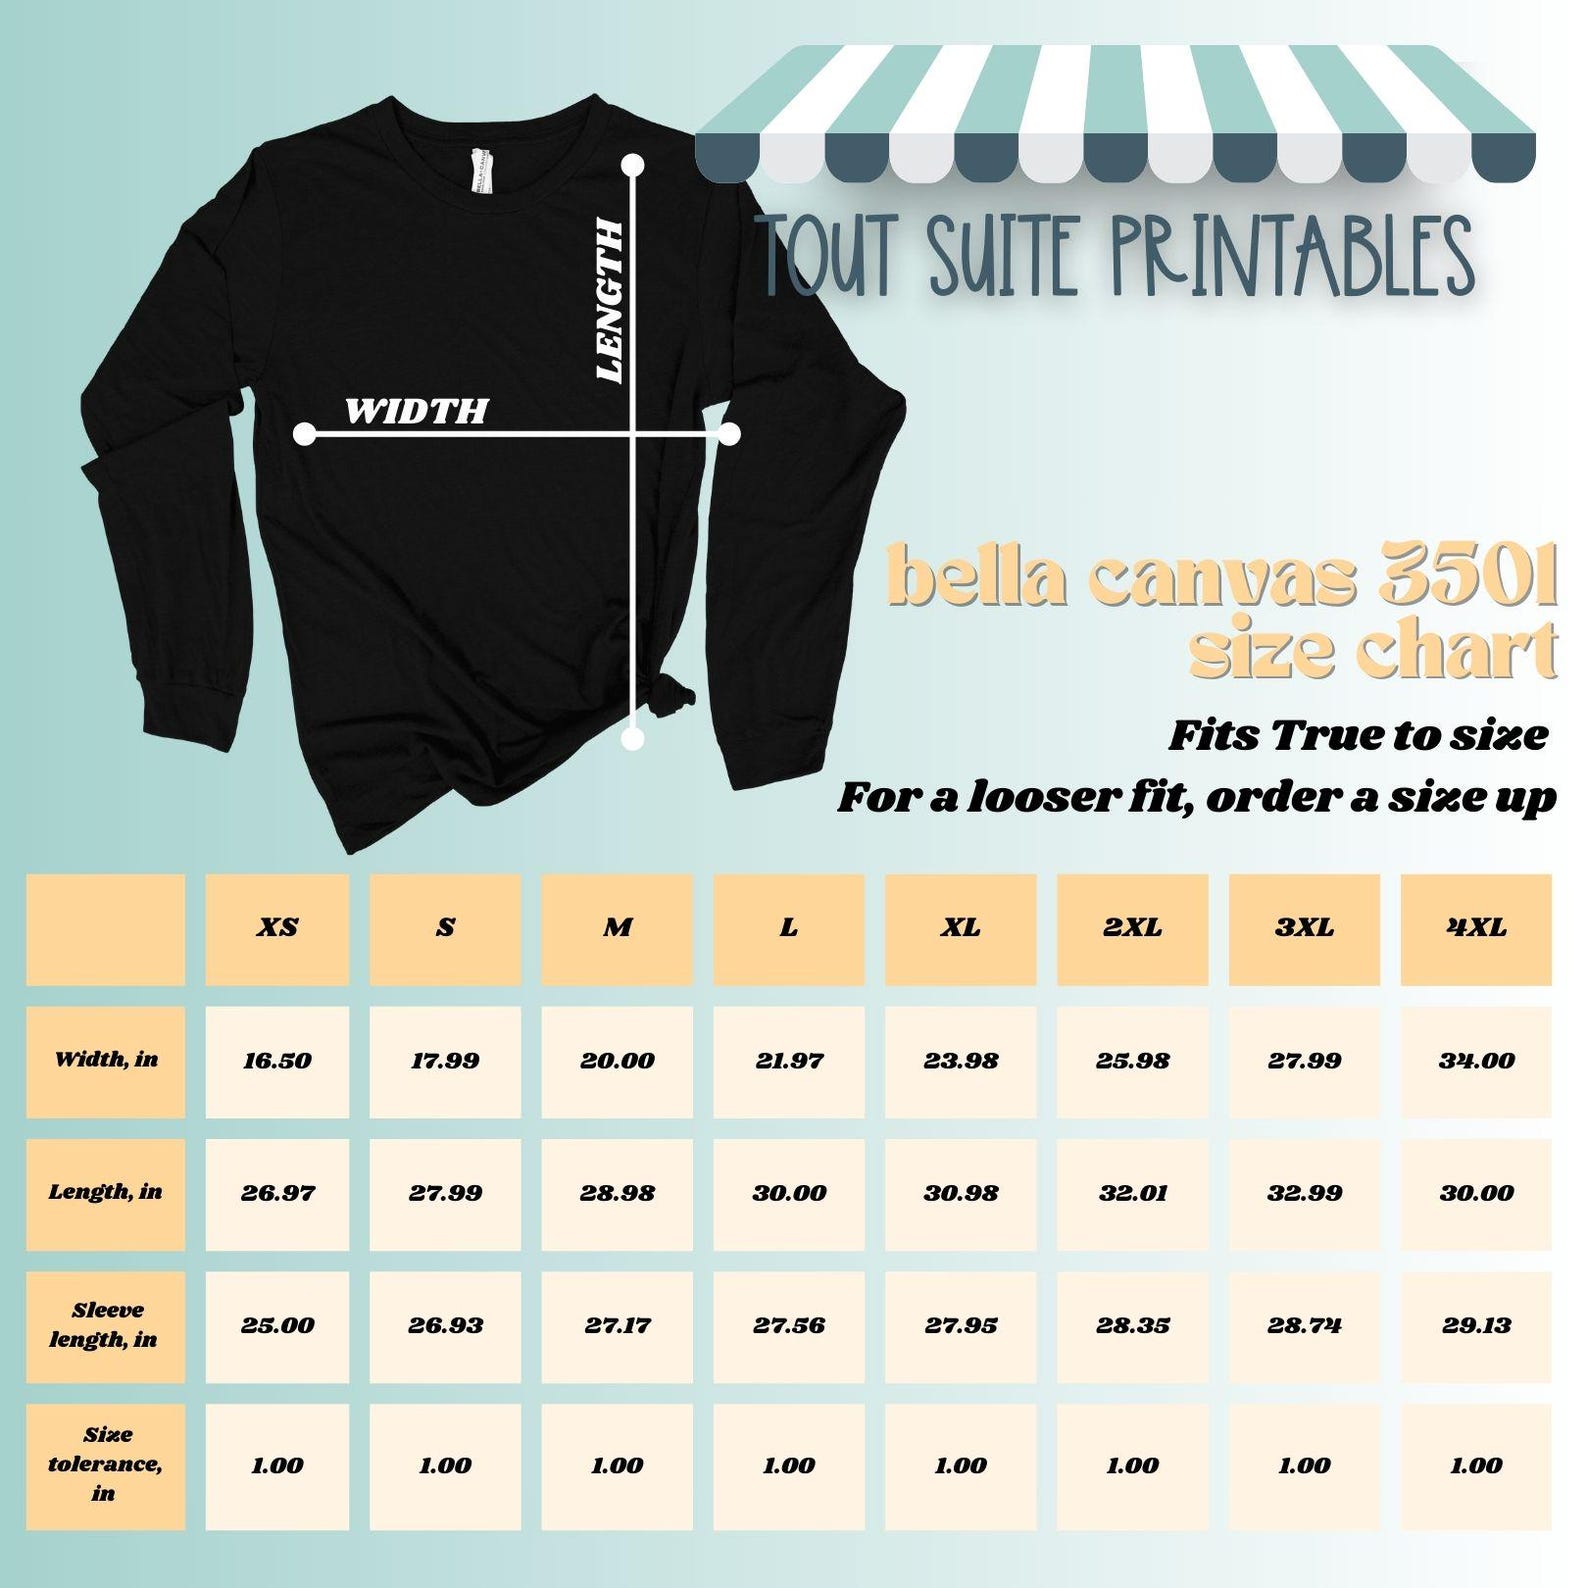 TOUT SUITE PRINTABLES
BELLA+CANVAS
LENGTH
WIDTH
bella canvas 3501
size chart
Fits True to size
For a looser fit, order a size up
XS S M L XL 2XL 3XL 4XL
Width, in 16.50 17.99 20.00 21.97 23.98 25.98 27.99 34.00
Length, in 26.97 27.99 28.98 30.00 30.98 32.01 32.99 30.00
Sleeve
length, in 25.00 26.93 27.17 27.56 27.95 28.35 28.74 29.13
Size
tolerance,
in 1.00 1.00 1.00 1.00 1.00 1.00 1.00 1.00